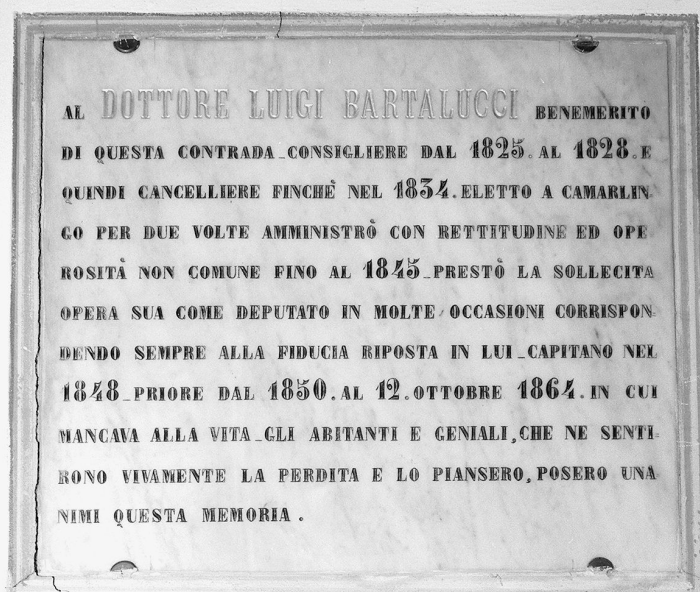 AL DOTTORE LUIGI BARTALUCCI BENEMERITO
DI QUESTA CONTRADA_CONSIGLIERE DAL 1825. AL 1828. E
QUINDI CANCELLIERE FINCHÈ NEL 1834. ELETTO A CAMARLIN
GO PER DUE VOLTE AMMINISTRÒ CON RETTITUDINE ED OPE
ROSITÀ NON COMUNE FINO AL 1845_PRESTÒ LA SOLLECITA
OPERA SUA COME DEPUTATO IN MOLTE OCCASIONI CORRISPON
DENDO SEMPRE ALLA FIDUCIA RIPOSTA IN LUI_CAPITANO NEL
1848_PRIORE DAL 1850. AL 12. OTTOBRE 1864. IN CUI
MANCAVA ALLA VITA_GLI ABITANTI E GENIALI, CHE NE SENTI
RONO VIVAMENTE LA PERDITA E LO PIANSERO, POSERO UNA
NIMI QUESTA MEMORIA.